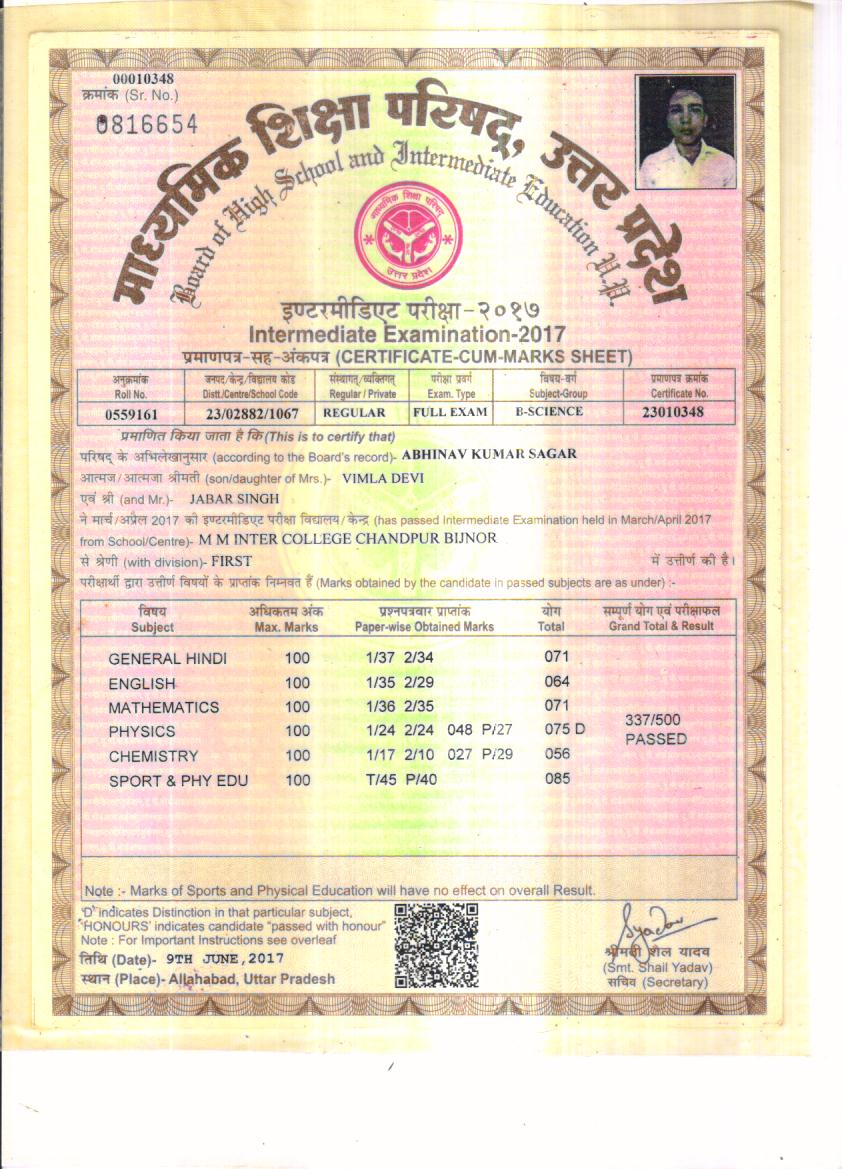 00010348
क्रमांक (Sr. No.)
0816654
माध्यमिक शिक्षा परिषद्, उत्तर प्रदेश
Board of High School and Intermediate Education U.P.
माध्यमिक शिक्षा परिषद्
उत्तर प्रदेश
इण्टरमीडिएट परीक्षा-२०१७
Intermediate Examination-2017
प्रमाणपत्र-सह-अंकपत्र (CERTIFICATE-CUM-MARKS SHEET)
अनुक्रमांक जनपद/केन्द्र/विद्यालय कोड संस्थागत/व्यक्तिगत परीक्षा प्रवर्ग विषय-वर्ग प्रमाणपत्र क्रमांक
Roll No. Distt./Centre/School Code Regular / Private Exam. Type Subject-Group Certificate No.
0559161 23/02882/1067 REGULAR FULL EXAM B-SCIENCE 23010348
प्रमाणित किया जाता है कि (This is to certify that)
परिषद् के अभिलेखानुसार (according to the Board's record)- ABHINAV KUMAR SAGAR
आत्मज/आत्मजा श्रीमती (son/daughter of Mrs.)- VIMLA DEVI
एवं श्री (and Mr.)- JABAR SINGH
ने मार्च/अप्रैल 2017 की इण्टरमीडिएट परीक्षा विद्यालय/केन्द्र (has passed Intermediate Examination held in March/April 2017
from School/Centre)- M M INTER COLLEGE CHANDPUR BIJNOR
से श्रेणी (with division)- FIRST में उत्तीर्ण की है।
परीक्षार्थी द्वारा उत्तीर्ण विषयों के प्राप्तांक निम्नवत हैं (Marks obtained by the candidate in passed subjects are as under) :-
विषय अधिकतम अंक प्रश्नपत्रवार प्राप्तांक योग सम्पूर्ण योग एवं परीक्षाफल
Subject Max. Marks Paper-wise Obtained Marks Total Grand Total & Result
GENERAL HINDI 100 1/37 2/34 071
ENGLISH 100 1/35 2/29 064
MATHEMATICS 100 1/36 2/35 071
PHYSICS 100 1/24 2/24 048 P/27 075 D
CHEMISTRY 100 1/17 2/10 027 P/29 056
SPORT & PHY EDU 100 T/45 P/40 085
337/500
PASSED
Note :- Marks of Sports and Physical Education will have no effect on overall Result.
'D' indicates Distinction in that particular subject,
'HONOURS' indicates candidate "passed with honour"
Note : For Important Instructions see overleaf
तिथि (Date)- 9TH JUNE,2017
स्थान (Place)- Allahabad, Uttar Pradesh
Syadav
श्रीमती शैल यादव
(Smt. Shail Yadav)
सचिव (Secretary)